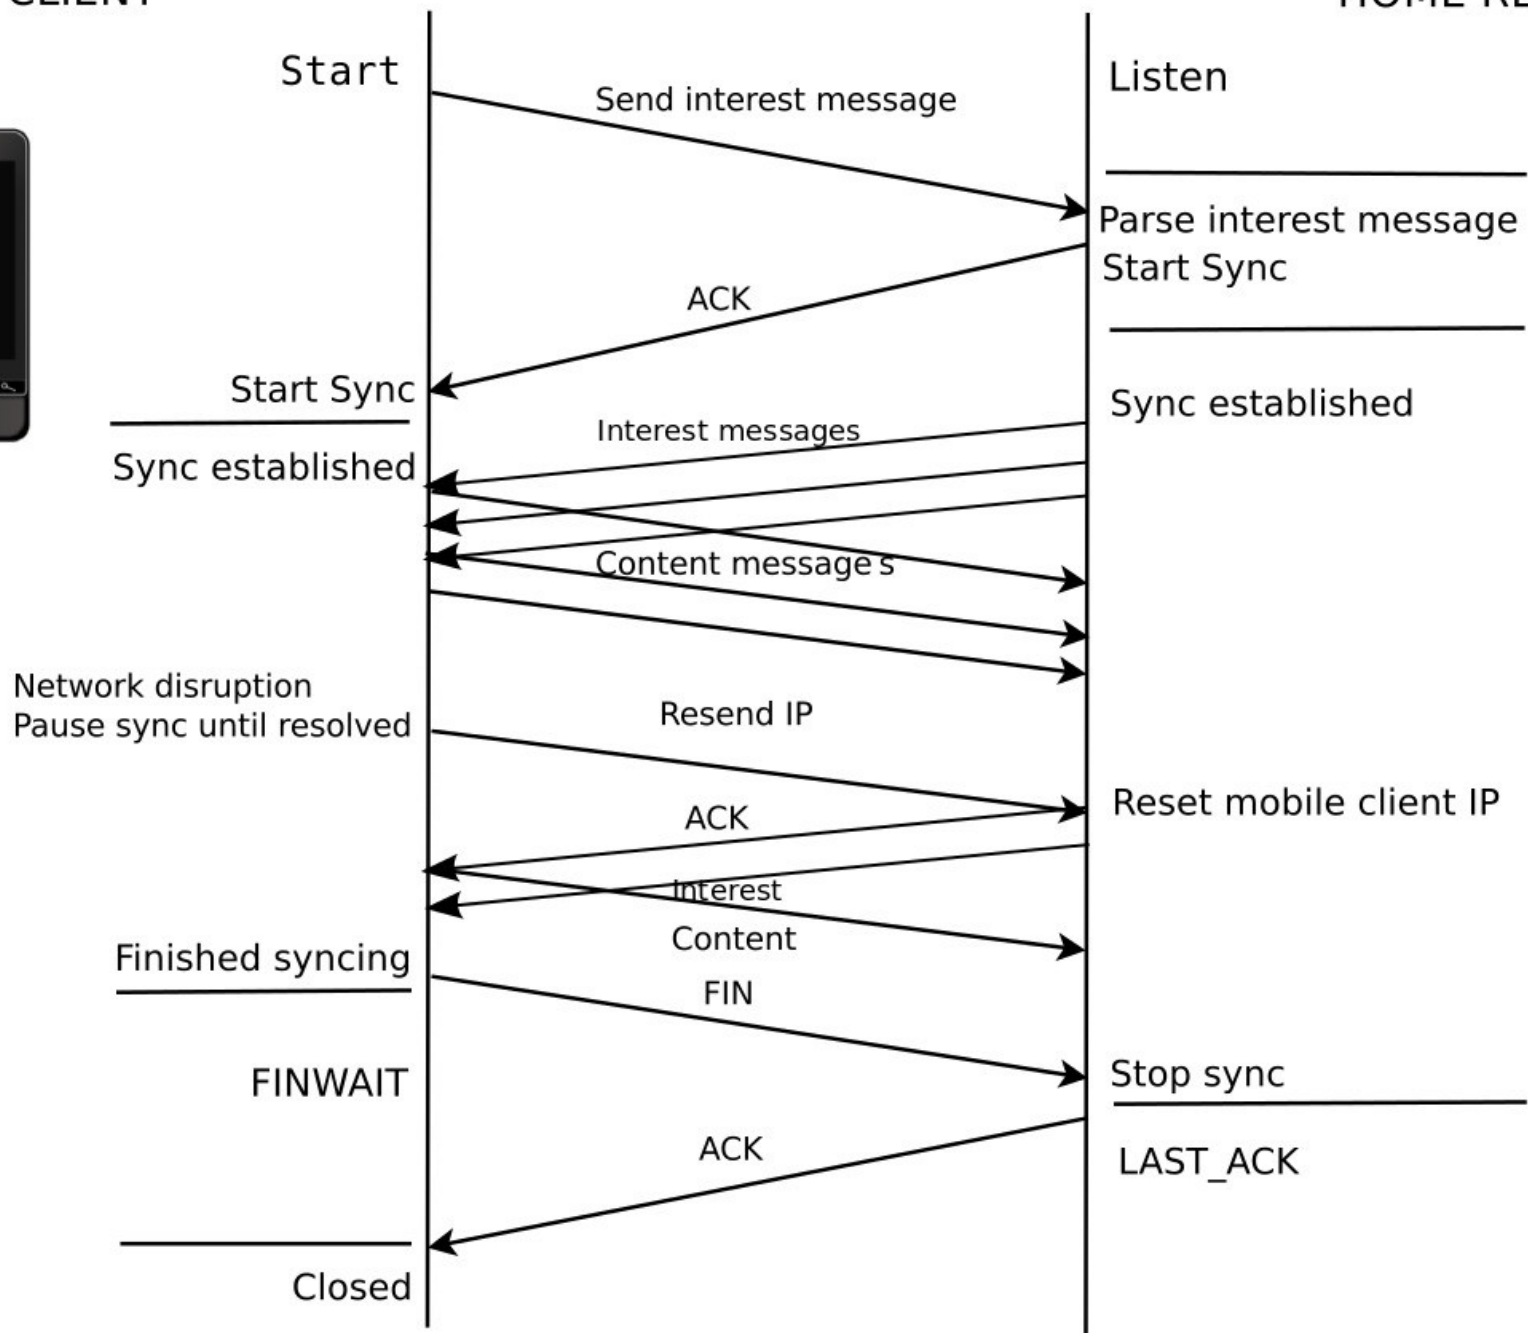 CLIENT
Start
Send interest message
Listen
Parse interest message
Start Sync
ACK
Start Sync
Sync established
Interest messages
Sync established
Content messages
Network disruption
Pause sync until resolved
Resend IP
Reset mobile client IP
ACK
Interest
Content
Finished syncing
FIN
FINWAIT
Stop sync
ACK
LAST_ACK
Closed